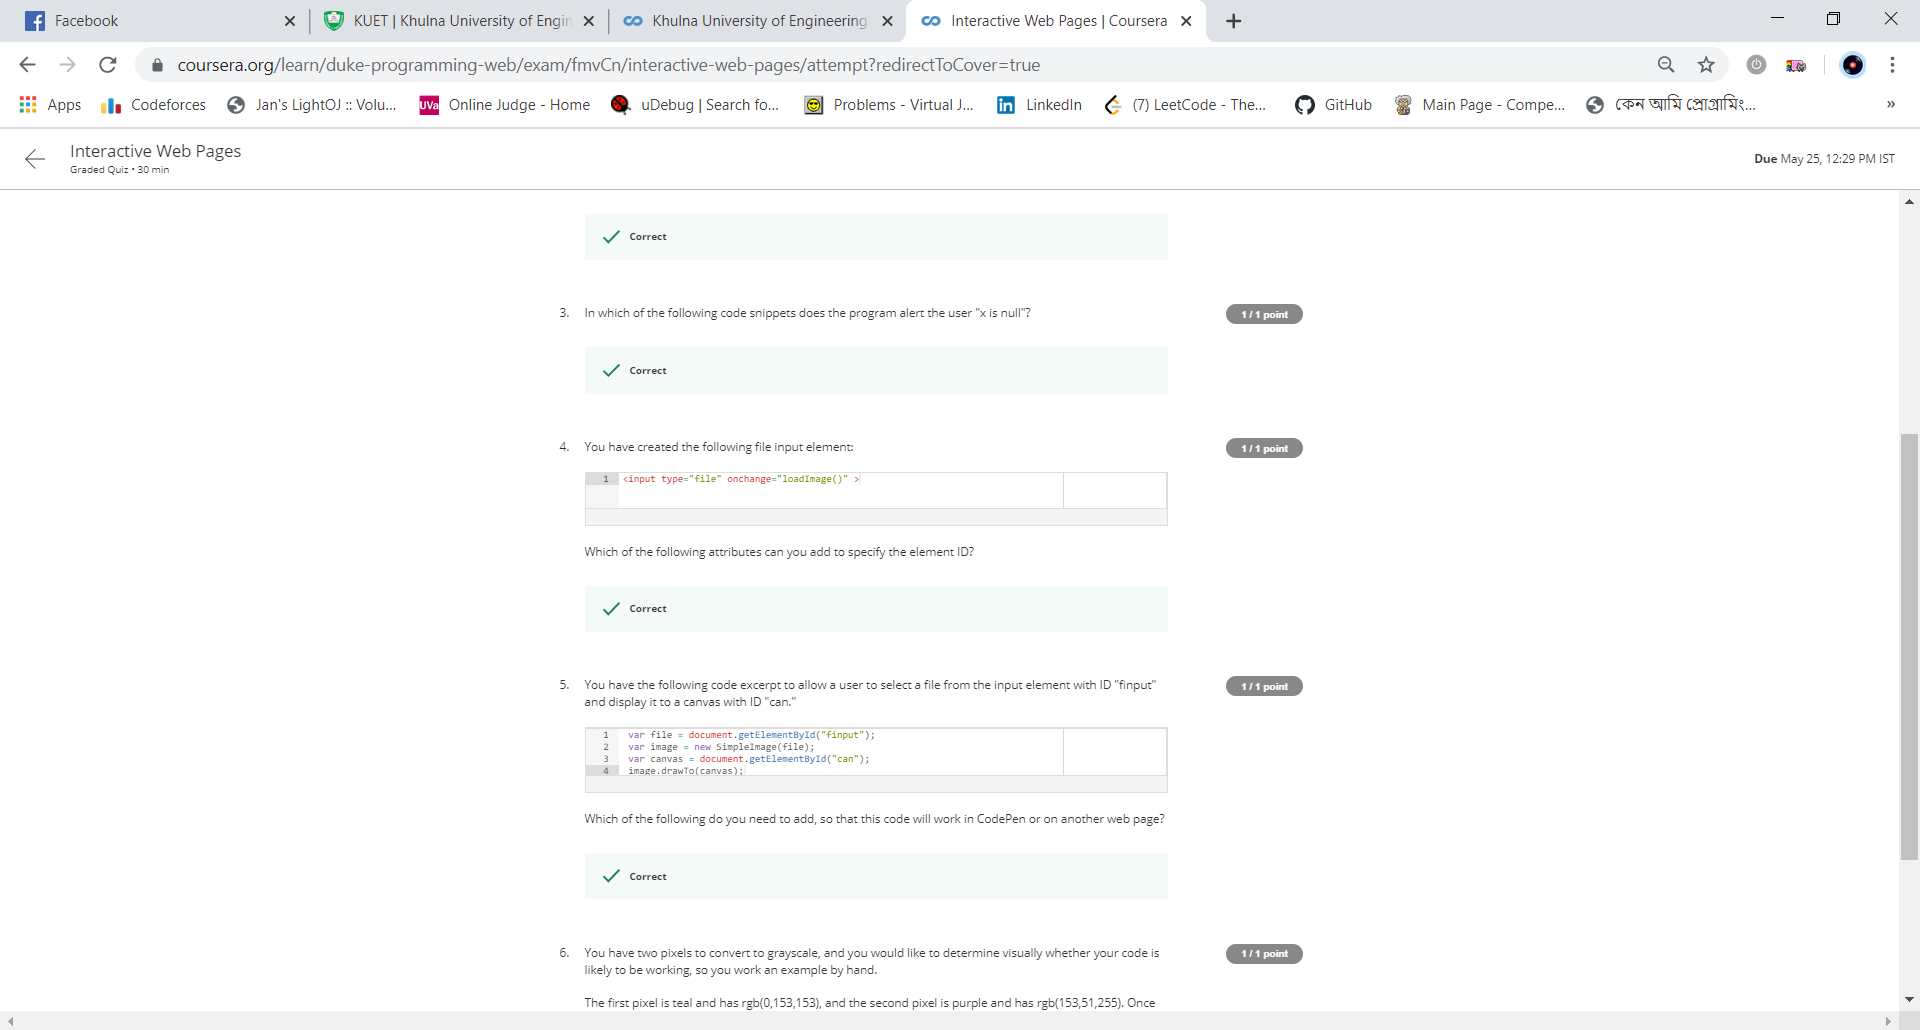 Facebook
KUET | Khulna University of Engin
Khulna University of Engineering
Interactive Web Pages | Coursera
coursera.org/learn/duke-programming-web/exam/fmvCn/interactive-web-pages/attempt?redirectToCover=true
Apps
Codeforces
Jan's LightOJ :: Volu...
UVa
Online Judge - Home
uDebug | Search fo...
Problems - Virtual J...
LinkedIn
(7) LeetCode - The...
GitHub
Main Page - Compe...
কেন আমি প্রোগ্রামিং...
»
Interactive Web Pages
Graded Quiz • 30 min
Due May 25, 12:29 PM IST
Correct
3. In which of the following code snippets does the program alert the user "x is null"?
1 / 1 point
Correct
4. You have created the following file input element:
1 / 1 point
1 <input type="file" onchange="loadImage()" >
Which of the following attributes can you add to specify the element ID?
Correct
5. You have the following code excerpt to allow a user to select a file from the input element with ID "finput"
and display it to a canvas with ID "can."
1 / 1 point
1 var file = document.getElementById("finput");
2 var image = new SimpleImage(file);
3 var canvas = document.getElementById("can");
4 image.drawTo(canvas);
Which of the following do you need to add, so that this code will work in CodePen or on another web page?
Correct
6. You have two pixels to convert to grayscale, and you would like to determine visually whether your code is
likely to be working, so you work an example by hand.
1 / 1 point
The first pixel is teal and has rgb(0,153,153), and the second pixel is purple and has rgb(153,51,255). Once